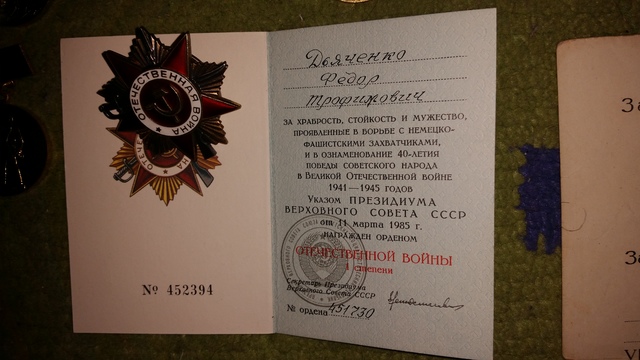 ОТЕЧЕСТВЕННАЯ ВОЙНА
№ 452394
Дьяченко
Федор
Трофимович
ЗА ХРАБРОСТЬ, СТОЙКОСТЬ И МУЖЕСТВО,
ПРОЯВЛЕННЫЕ В БОРЬБЕ С НЕМЕЦКО-
ФАШИСТСКИМИ ЗАХВАТЧИКАМИ,
И В ОЗНАМЕНОВАНИЕ 40-ЛЕТИЯ
ПОБЕДЫ СОВЕТСКОГО НАРОДА
В ВЕЛИКОЙ ОТЕЧЕСТВЕННОЙ ВОЙНЕ
1941—1945 ГОДОВ
УКАЗОМ ПРЕЗИДИУМА
ВЕРХОВНОГО СОВЕТА СССР
от 11 марта 1985 г.
НАГРАЖДЕН ОРДЕНОМ
ОТЕЧЕСТВЕННОЙ ВОЙНЫ
I степени
Секретарь Президиума
Верховного Совета СССР
№ ордена 451730